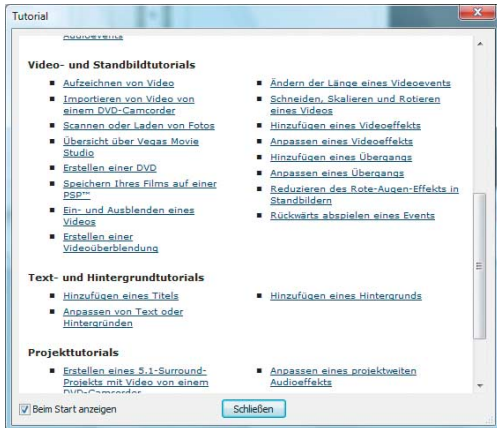 Tutorial
Audioevents
Video- und Standbildtutorials
Aufzeichnen von Video
Importieren von Video von
einem DVD-Camcorder
Scannen oder Laden von Fotos
Übersicht über Vegas Movie
Studio
Erstellen einer DVD
Speichern Ihres Films auf einer
PSP™
Ein- und Ausblenden eines
Videos
Erstellen einer
Videoüberblendung
Ändern der Länge eines Videoevents
Schneiden, Skalieren und Rotieren
eines Videos
Hinzufügen eines Videoeffekts
Anpassen eines Videoeffekts
Hinzufügen eines Übergangs
Anpassen eines Übergangs
Reduzieren des Rote-Augen-Effekts in
Standbildern
Rückwärts abspielen eines Events
Text- und Hintergrundtutorials
Hinzufügen eines Titels
Anpassen von Text oder
Hintergründen
Hinzufügen eines Hintergrunds
Projekttutorials
Erstellen eines 5.1-Surround-
Projekts mit Video von einem
DVD-Camcorder
Anpassen eines projektweiten
Audioeffekts
Beim Start anzeigen
Schließen